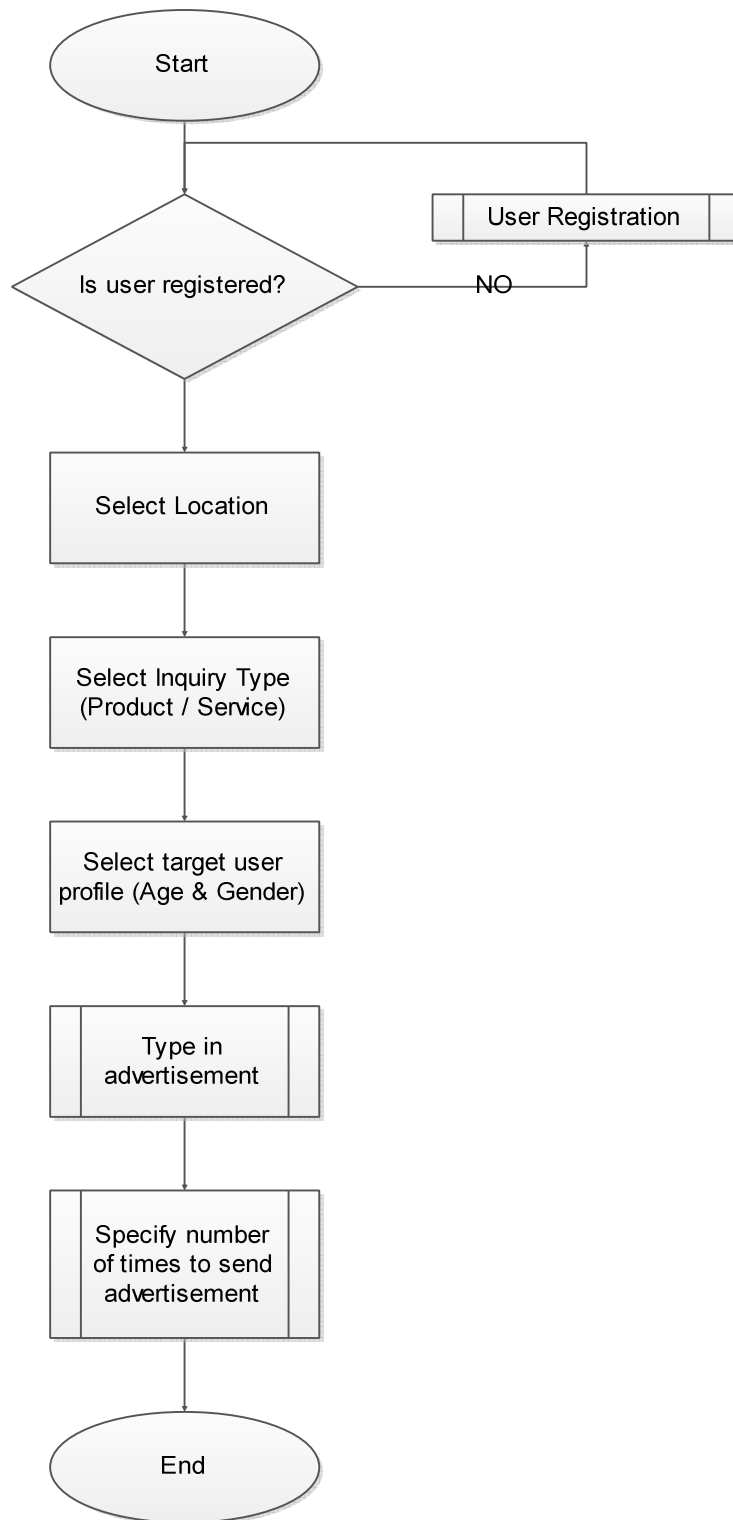 Start
User Registration
Is user registered?
NO
Select Location
Select Inquiry Type
(Product / Service)
Select target user
profile (Age & Gender)
Type in
advertisement
Specify number
of times to send
advertisement
End